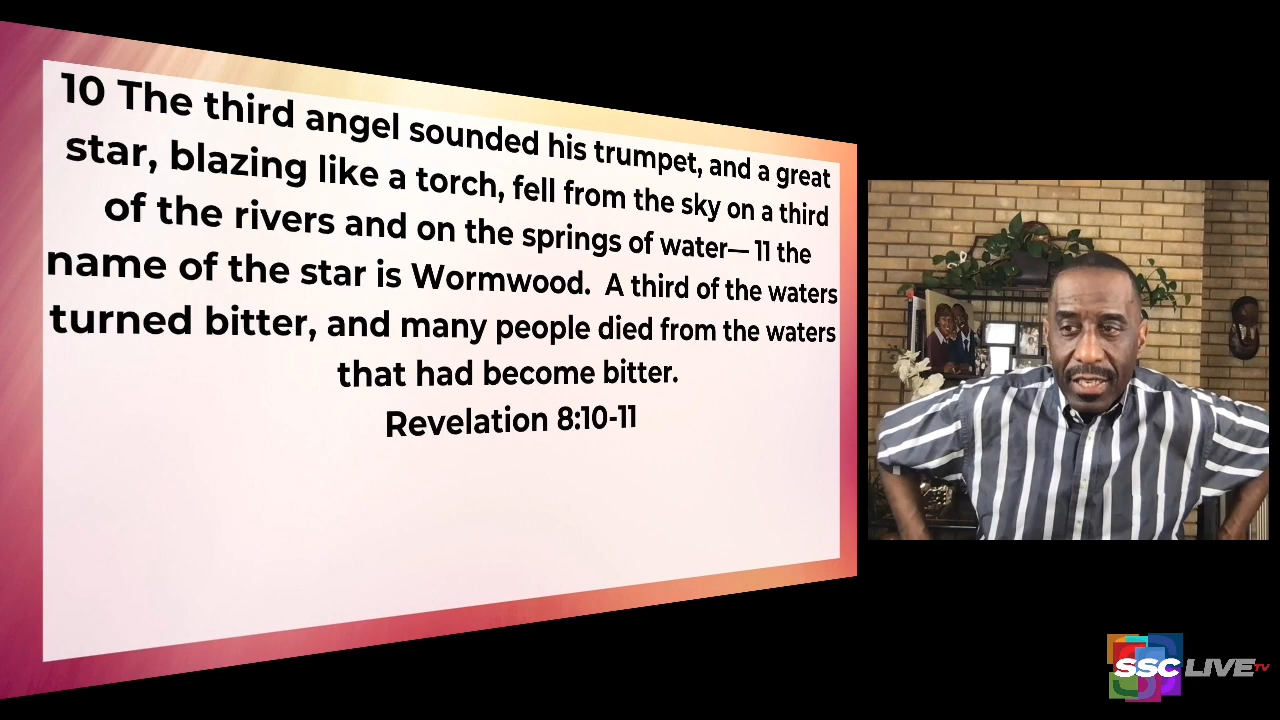 10 The third angel sounded his trumpet, and a great
star, blazing like a torch, fell from the sky on a third
of the rivers and on the springs of water— 11 the
name of the star is Wormwood.  A third of the waters
turned bitter, and many people died from the waters
that had become bitter.
Revelation 8:10-11
SSC LIVE TV